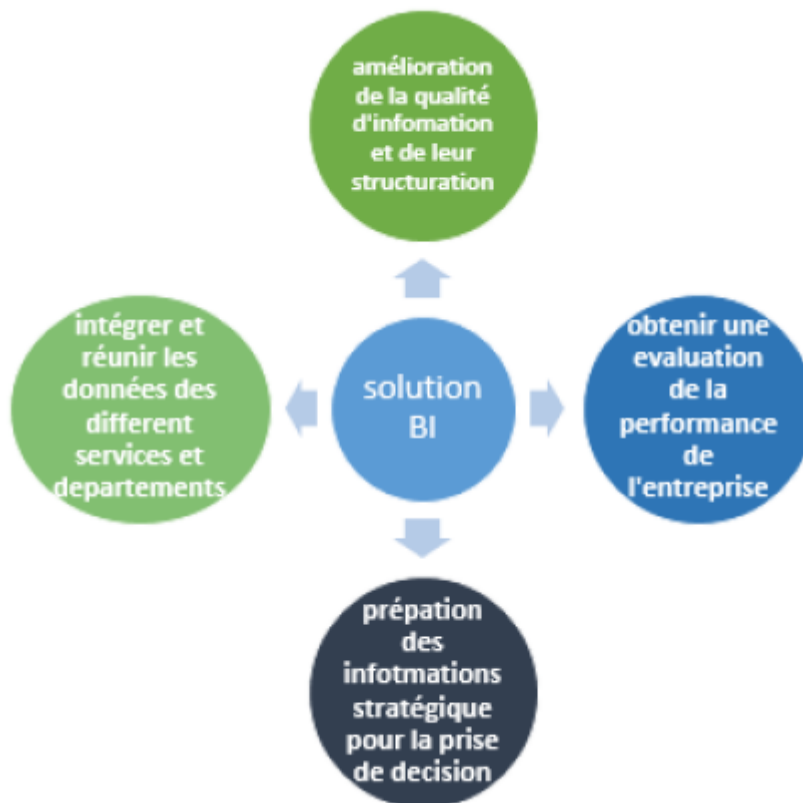 amélioration
de la qualité
d'infomation
et de leur
structuration
intégrer et
réunir les
données des
different
services et
departements
solution
BI
obtenir une
evaluation
de la
performance
de
l'entreprise
prépation
des
infotmations
stratégique
pour la prise
de decision